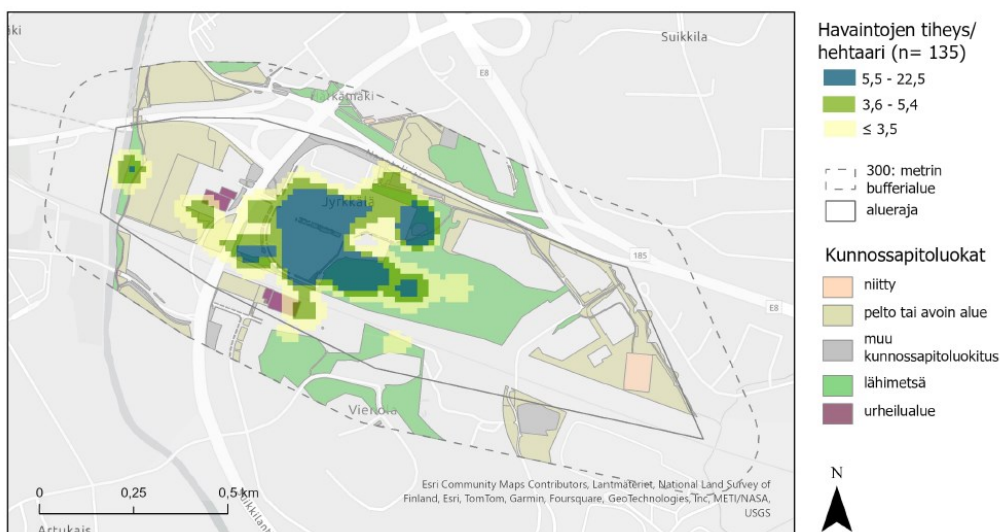 Suikkila
E8
Härkämäki
Jyrkkälä
185
E8
Vienola
Esri Community Maps Contributors, Lantmäteriet, National Land Survey of
Finland, Esri, TomTom, Garmin, Foursquare, GeoTechnologies, Inc, METI/NASA,
USGS
0 0,25 0,5 km
Artukais
Havaintojen tiheys/
hehtaari (n= 135)
5,5 - 22,5
3,6 - 5,4
≤ 3,5
300: metrin
bufferialue
alueraja
Kunnossapitoluokat
niitty
pelto tai avoin alue
muu
kunnossapitoluokitus
lähimetsä
urheilualue
N